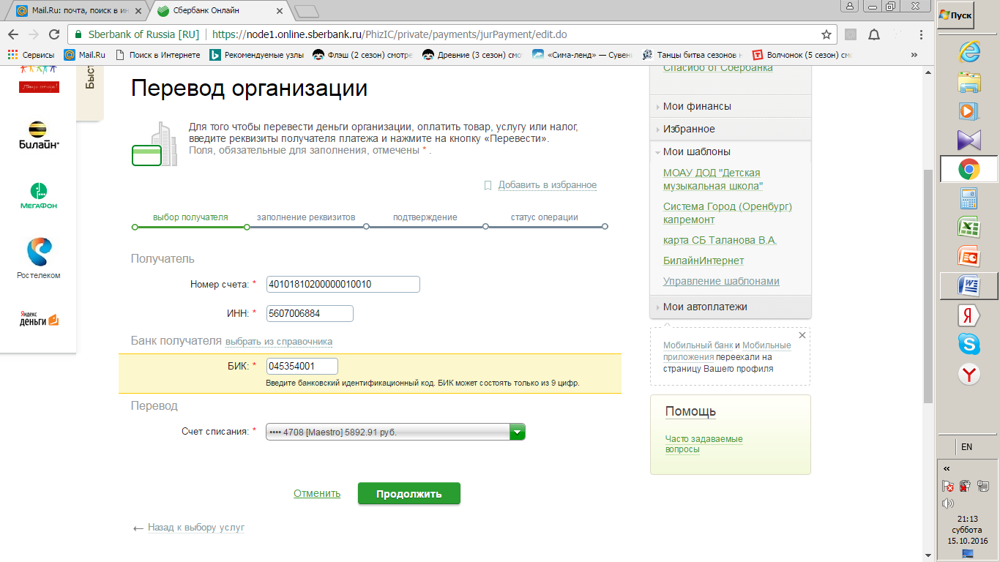 Mail.Ru: почта, поиск в ин
Сбербанк Онлайн
Пуск
Sberbank of Russia [RU]
https://node1.online.sberbank.ru/PhizIC/private/payments/jurPayment/edit.do
Сервисы
Mail.Ru
Поиск в Интернете
Рекомендуемые узлы
Флэш (2 сезон) смотре
Древние (3 сезон) смо
«Сима-ленд» — Сувен
Танцы битва сезонов н
Волчонок (5 сезон) смо
»
Быст
Билайн
МегаФон
Ростелеком
Яндекс
деньги
Перевод организации
Для того чтобы перевести деньги организации, оплатить товар, услугу или налог,
введите реквизиты получателя платежа и нажмите на кнопку «Перевести».
Поля, обязательные для заполнения, отмечены * .
Добавить в избранное
выбор получателя
заполнение реквизитов
подтверждение
статус операции
Получатель
Номер счета: * 40101810200000010010
ИНН: * 5607006884
Банк получателя выбрать из справочника
БИК: * 045354001
Введите банковский идентификационный код. БИК может состоять только из 9 цифр.
Перевод
Счет списания: * •••• 4708 [Maestro] 5892.91 руб.
Отменить
Продолжить
← Назад к выбору услуг
Спасибо от Сбербанка
Мои финансы
Избранное
Мои шаблоны
МОАУ ДОД "Детская
музыкальная школа"
Система Город (Оренбург)
капремонт
карта СБ Таланова В.А.
БилайнИнтернет
Управление шаблонами
Мои автоплатежи
Мобильный банк и Мобильные
приложения переехали на
страницу Вашего профиля
Помощь
Часто задаваемые
вопросы
EN
«
21:13
суббота
15.10.2016